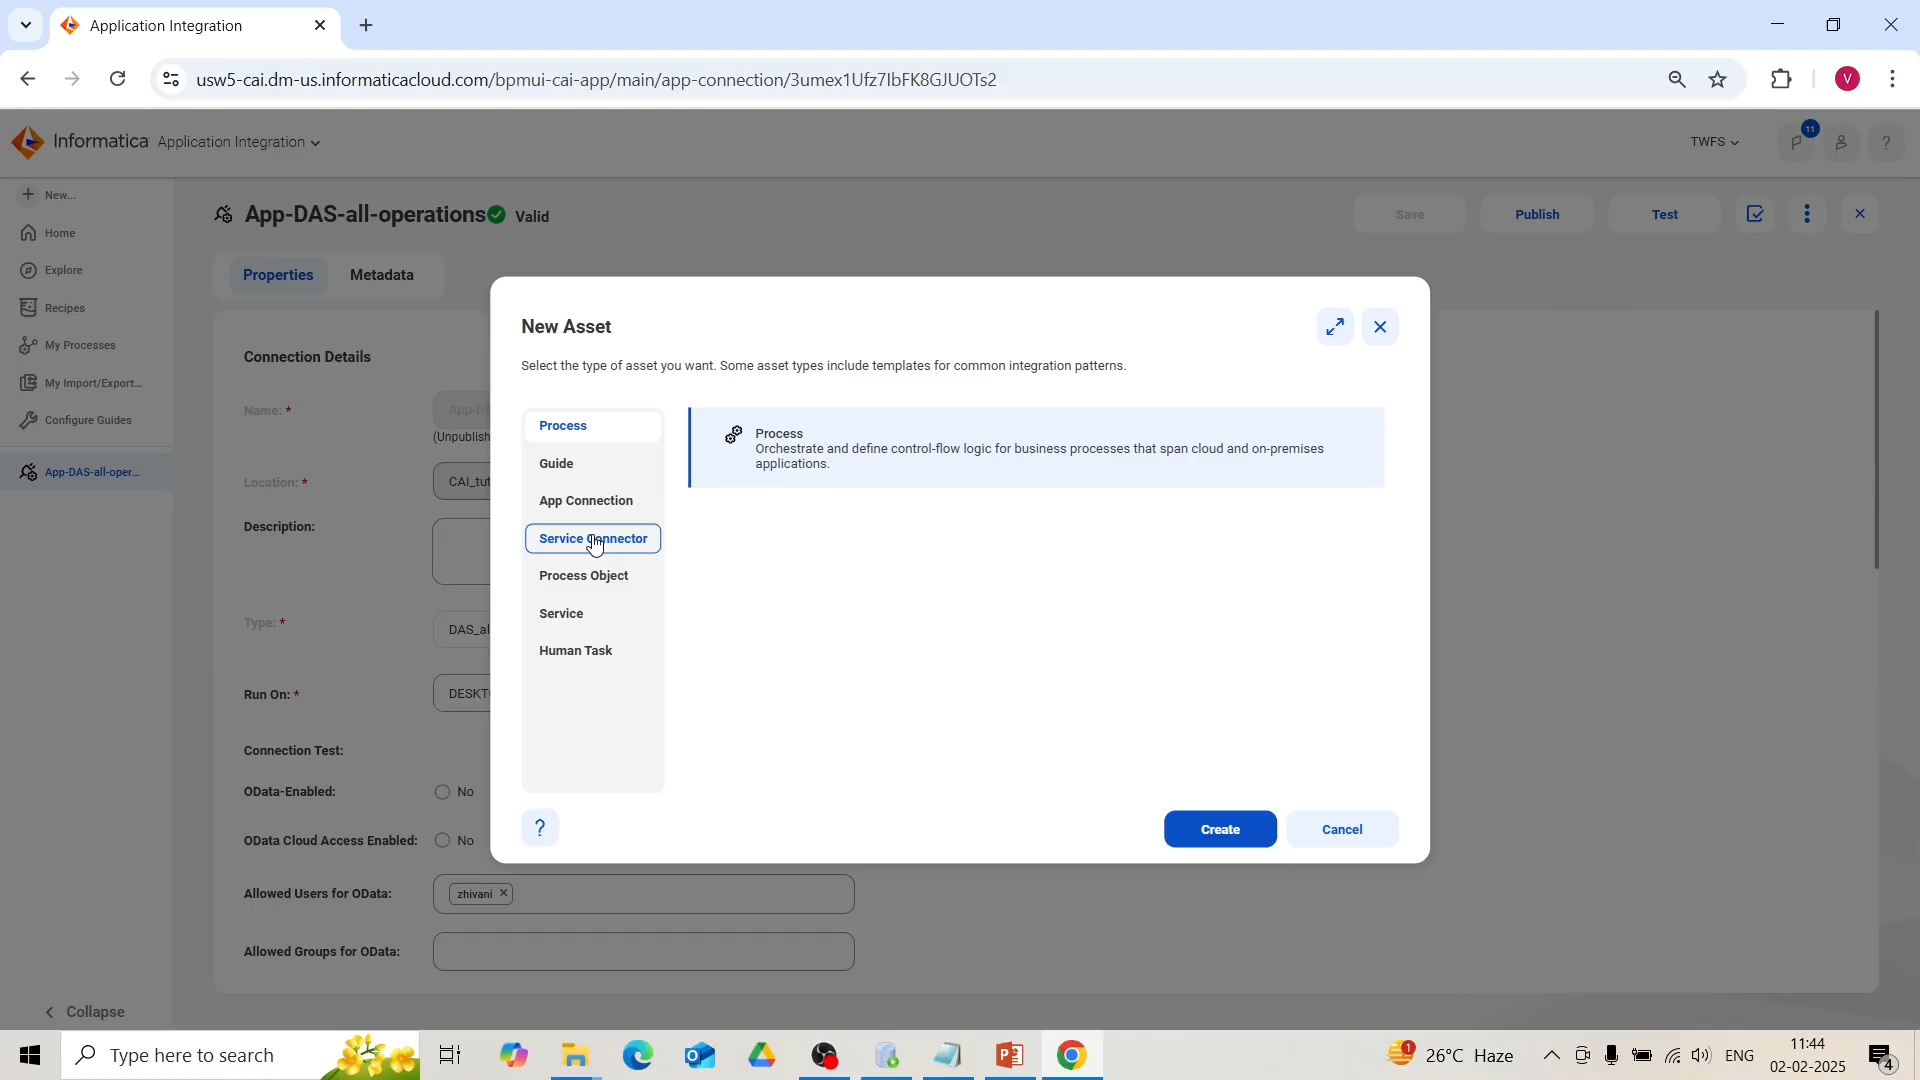 Application Integration
usw5-cai.dm-us.informaticacloud.com/bpmui-cai-app/main/app-connection/3umex1Ufz7IbFK8GJUOTs2
V
Informatica Application Integration
TWFS
11
?
New...
Home
Explore
Recipes
My Processes
My Import/Export...
Configure Guides
App-DAS-all-oper...
Collapse
App-DAS-all-operations Valid
Save
Publish
Test
Properties
Metadata
Connection Details
Name: *
App-D
(Unpublish
Location: *
CAI_tut
Description:
Type: *
DAS_al
Run On: *
DESKT
Connection Test:
OData-Enabled:
No
OData Cloud Access Enabled:
No
Allowed Users for OData:
zhivani
Allowed Groups for OData:
New Asset
Select the type of asset you want. Some asset types include templates for common integration patterns.
Process
Guide
App Connection
Service Connector
Process Object
Service
Human Task
Process
Orchestrate and define control-flow logic for business processes that span cloud and on-premises
applications.
?
Create
Cancel
Type here to search
1
26°C Haze
ENG
11:44
02-02-2025
4